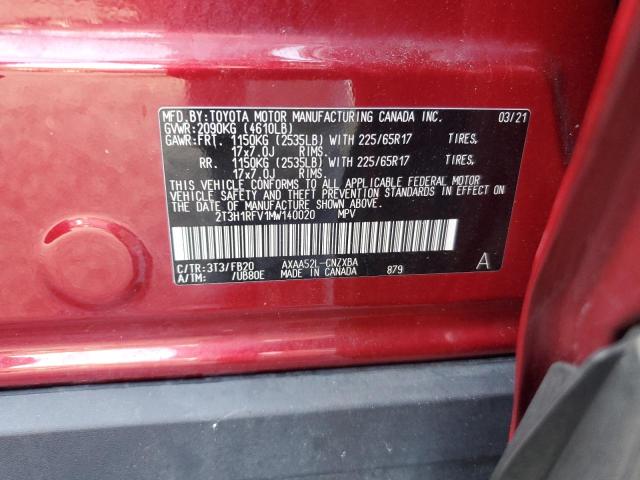 MFD.BY:TOYOTA MOTOR MANUFACTURING CANADA INC. 03/21
GVWR:2090KG (4610LB)
GAWR:FRT. 1150KG (2535LB) WITH 225/65R17 TIRES,
17x7.0J RIMS.
RR. 1150KG (2535LB) WITH 225/65R17 TIRES,
17x7.0J RIMS.
THIS VEHICLE CONFORMS TO ALL APPLICABLE FEDERAL MOTOR
VEHICLE SAFETY AND THEFT PREVENTION STANDARDS IN
EFFECT ON THE DATE OF MANUFACTURE SHOWN ABOVE.
2T3H1RFV1MW140020 MPV
C/TR:3T3/FB20 AXAA52L-CNZXBA A
A/TM: /UB80E MADE IN CANADA 879